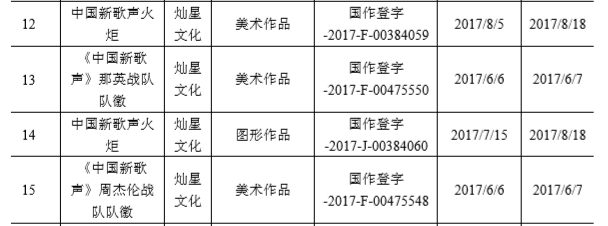 12 中国新歌声火炬 灿星文化 美术作品 国作登字-2017-F-00384059 2017/8/5 2017/8/18
13 《中国新歌声》那英战队队徽 灿星文化 美术作品 国作登字-2017-F-00475550 2017/6/6 2017/6/7
14 中国新歌声火炬 灿星文化 图形作品 国作登字-2017-J-00384060 2017/7/15 2017/8/18
15 《中国新歌声》周杰伦战队队徽 灿星文化 美术作品 国作登字-2017-F-00475548 2017/6/6 2017/6/7